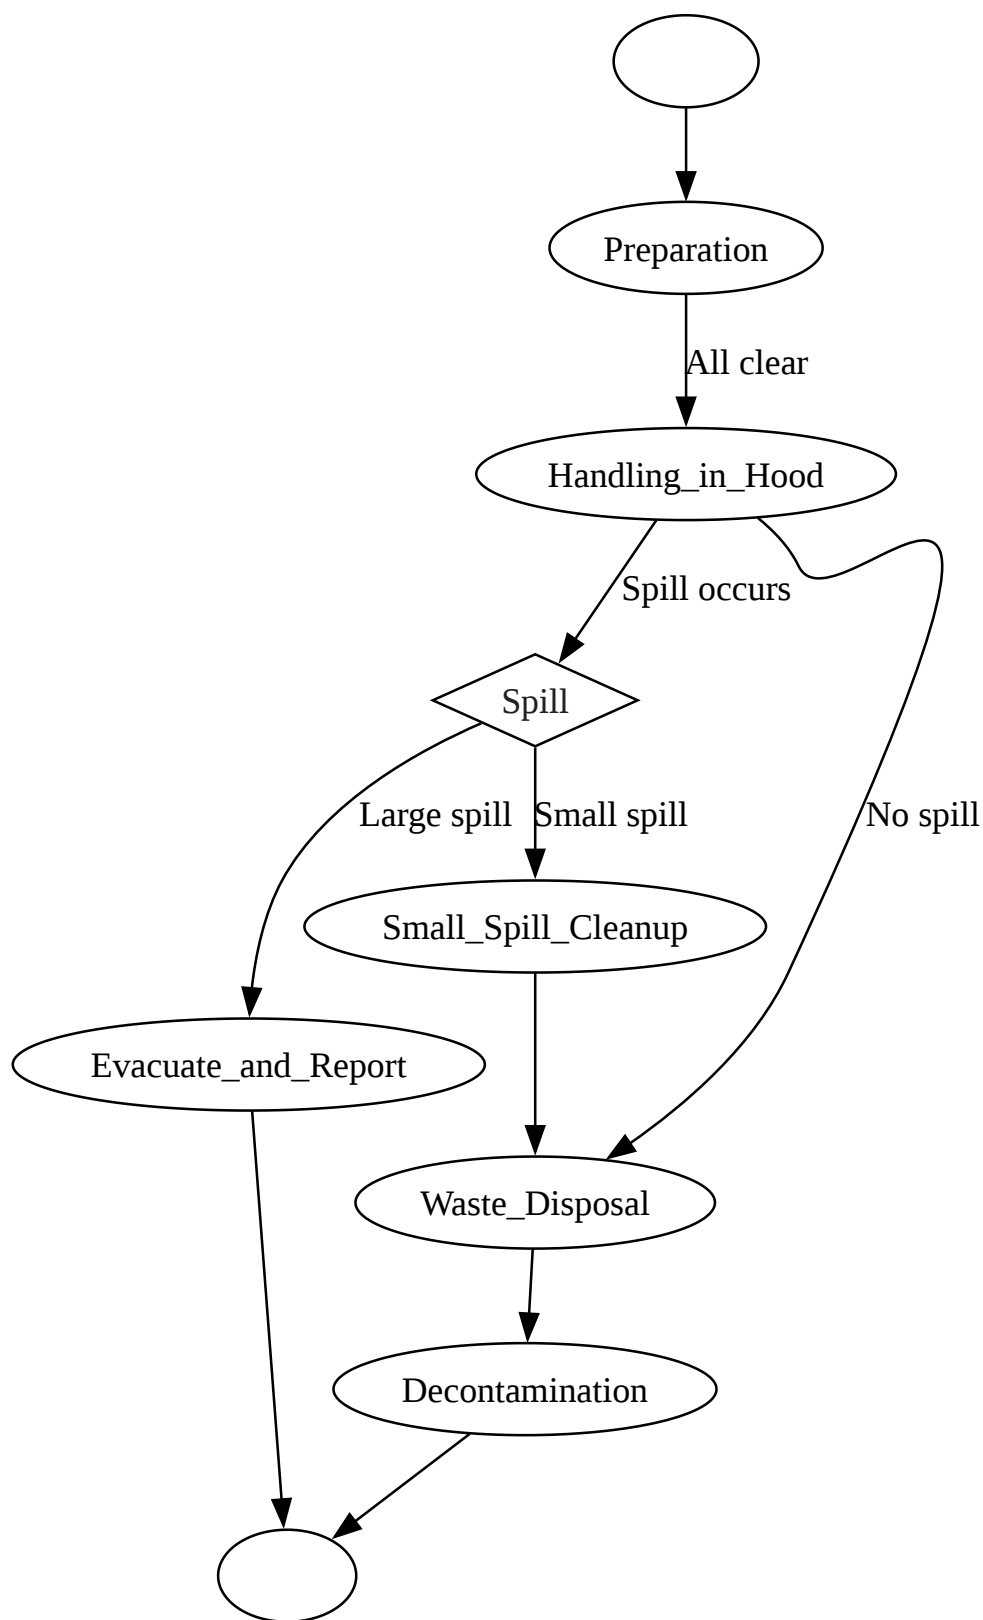 Preparation
All clear
Handling_in_Hood
Spill occurs
Spill
Large spill
Small spill
No spill
Small_Spill_Cleanup
Evacuate_and_Report
Waste_Disposal
Decontamination